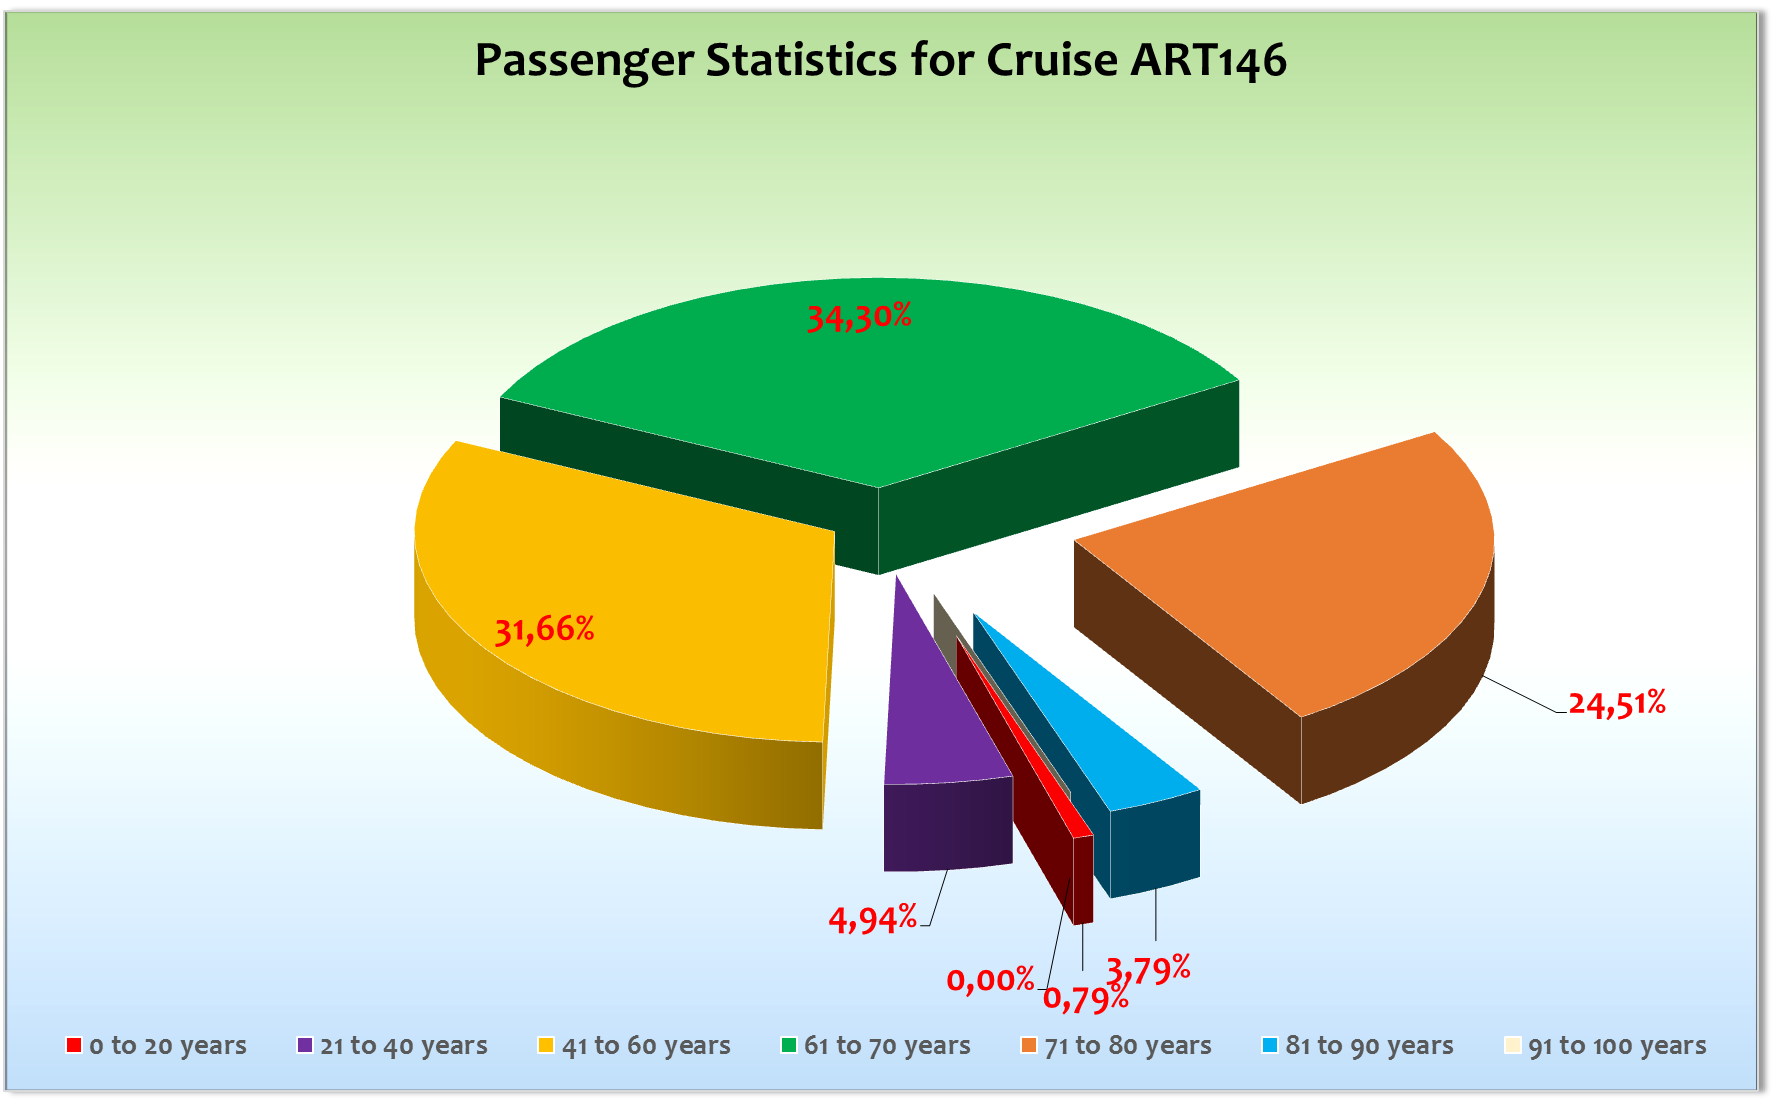 Passenger Statistics for Cruise ART146
34,30%
31,66%
24,51%
4,94%
3,79%
0,00%
0,79%
0 to 20 years
21 to 40 years
41 to 60 years
61 to 70 years
71 to 80 years
81 to 90 years
91 to 100 years